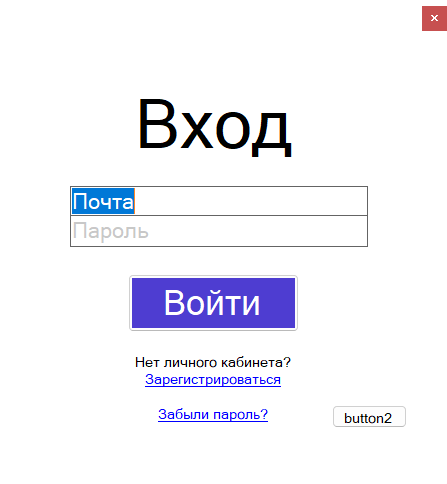 Вход
Почта
Пароль
Войти
Нет личного кабинета?
Зарегистрироваться
Забыли пароль?
button2